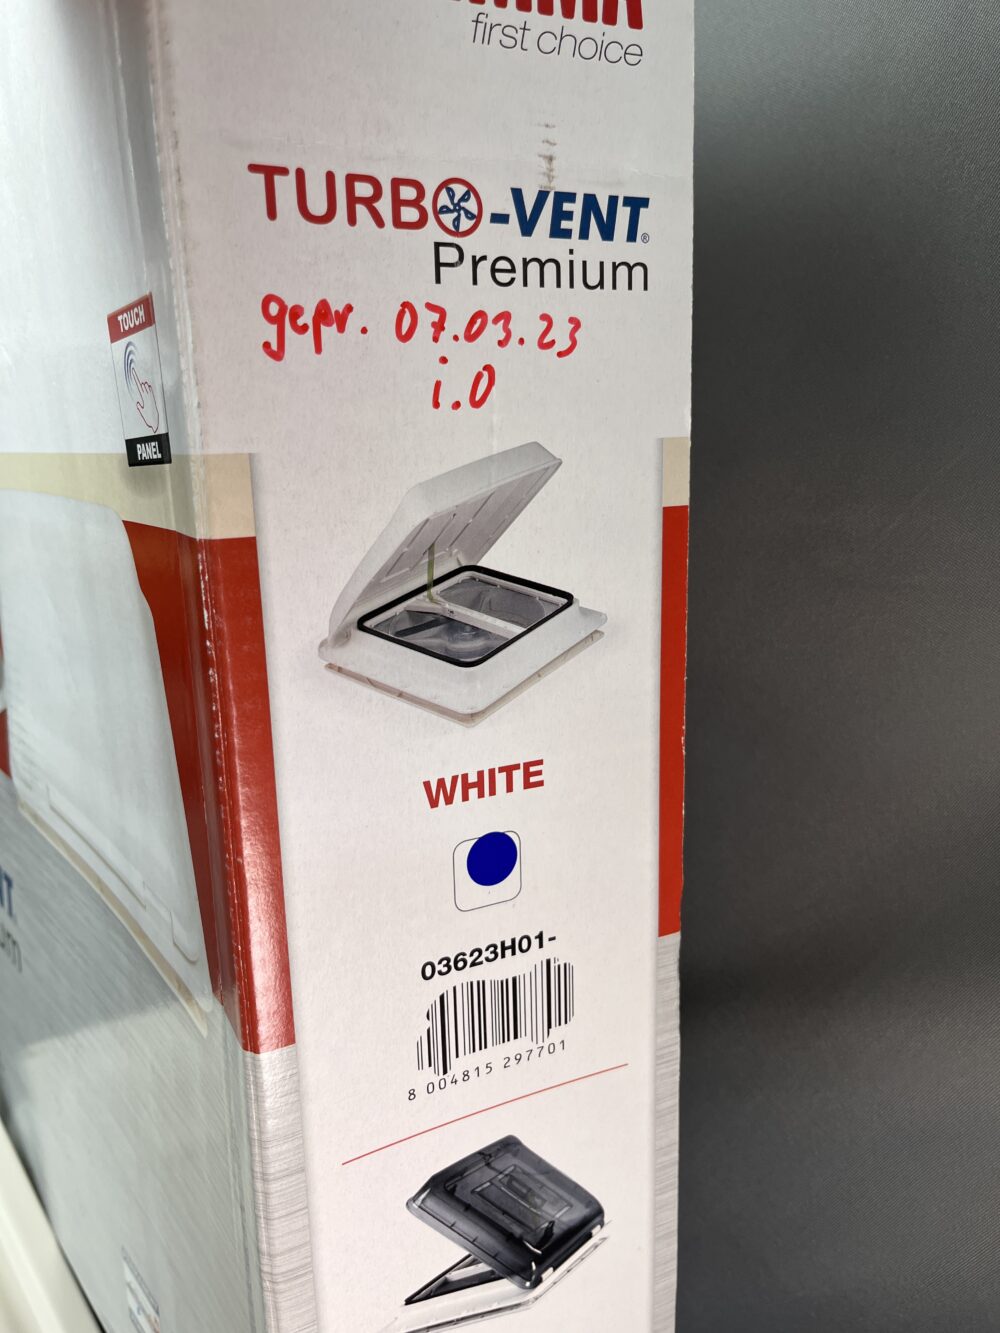 first choice
TURBO-VENT®
Premium
gepr. 07.03.23
i.O
TOUCH
PANEL
WHITE
03623H01-
8 004815 297701